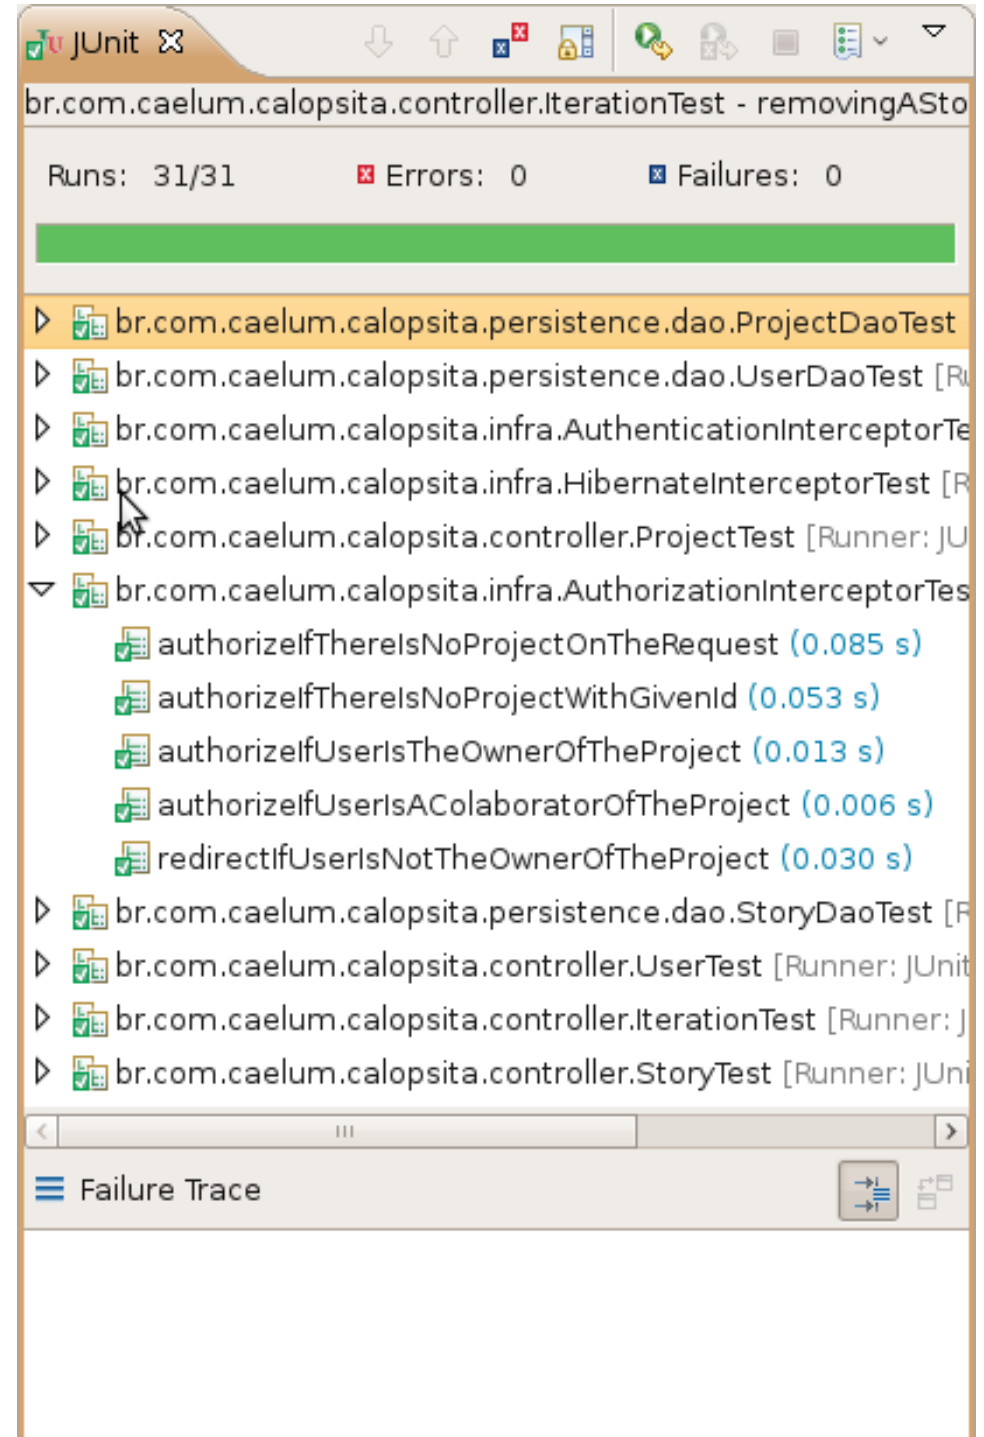 JUnit
br.com.caelum.calopsita.controller.IterationTest - removingASto
Runs: 31/31 Errors: 0 Failures: 0
br.com.caelum.calopsita.persistence.dao.ProjectDaoTest
br.com.caelum.calopsita.persistence.dao.UserDaoTest [Ru
br.com.caelum.calopsita.infra.AuthenticationInterceptorTe
br.com.caelum.calopsita.infra.HibernateInterceptorTest [R
br.com.caelum.calopsita.controller.ProjectTest [Runner: JU
br.com.caelum.calopsita.infra.AuthorizationInterceptorTes
authorizeIfThereIsNoProjectOnTheRequest (0.085 s)
authorizeIfThereIsNoProjectWithGivenId (0.053 s)
authorizeIfUserIsTheOwnerOfTheProject (0.013 s)
authorizeIfUserIsAColaboratorOfTheProject (0.006 s)
redirectIfUserIsNotTheOwnerOfTheProject (0.030 s)
br.com.caelum.calopsita.persistence.dao.StoryDaoTest [R
br.com.caelum.calopsita.controller.UserTest [Runner: JUnit
br.com.caelum.calopsita.controller.IterationTest [Runner: J
br.com.caelum.calopsita.controller.StoryTest [Runner: JUni
Failure Trace